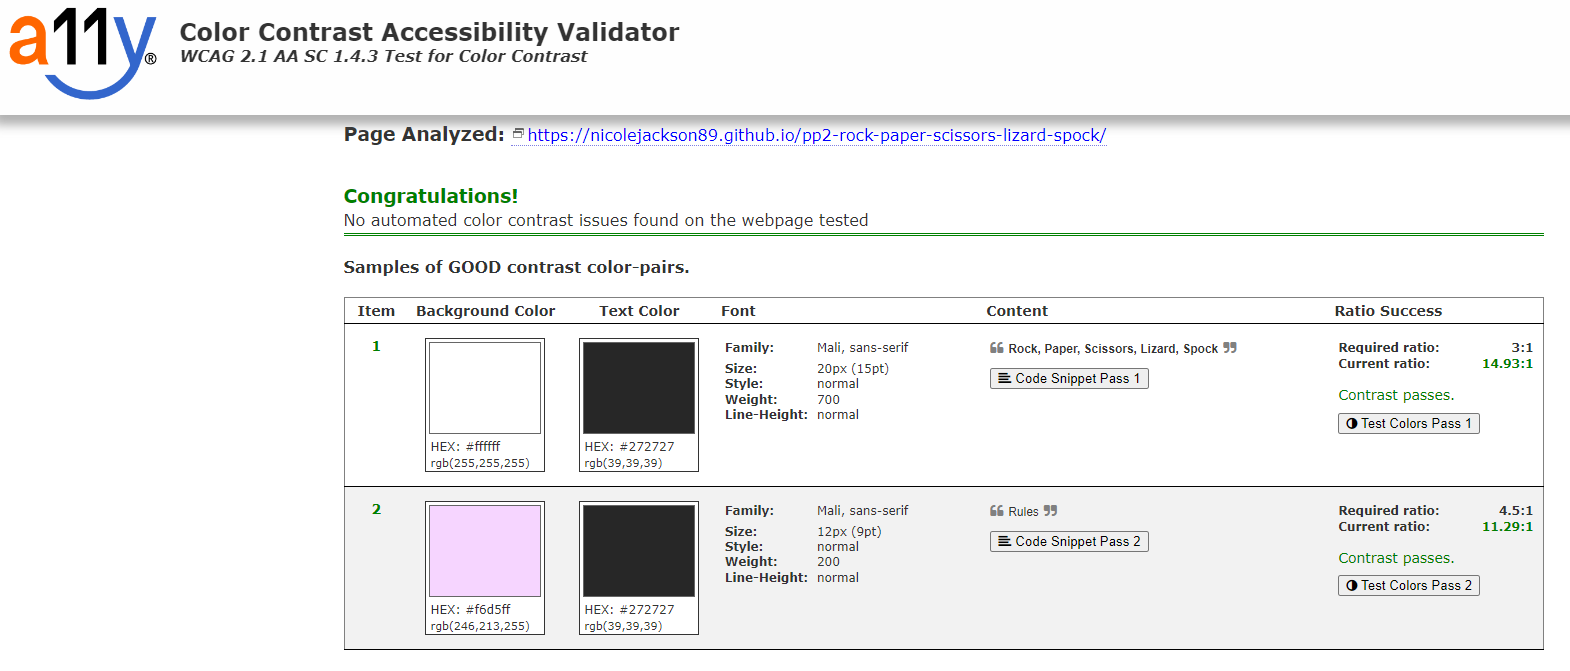 a11y®
Color Contrast Accessibility Validator
WCAG 2.1 AA SC 1.4.3 Test for Color Contrast
Page Analyzed: https://nicolejackson89.github.io/pp2-rock-paper-scissors-lizard-spock/
Congratulations!
No automated color contrast issues found on the webpage tested
Samples of GOOD contrast color-pairs.
Item Background Color Text Color Font Content Ratio Success
1
HEX: #ffffff
rgb(255,255,255)
HEX: #272727
rgb(39,39,39)
Family: Mali, sans-serif
Size: 20px (15pt)
Style: normal
Weight: 700
Line-Height: normal
❝ Rock, Paper, Scissors, Lizard, Spock ❞
Code Snippet Pass 1
Required ratio: 3:1
Current ratio: 14.93:1
Contrast passes.
Test Colors Pass 1
2
HEX: #f6d5ff
rgb(246,213,255)
HEX: #272727
rgb(39,39,39)
Family: Mali, sans-serif
Size: 12px (9pt)
Style: normal
Weight: 200
Line-Height: normal
❝ Rules ❞
Code Snippet Pass 2
Required ratio: 4.5:1
Current ratio: 11.29:1
Contrast passes.
Test Colors Pass 2